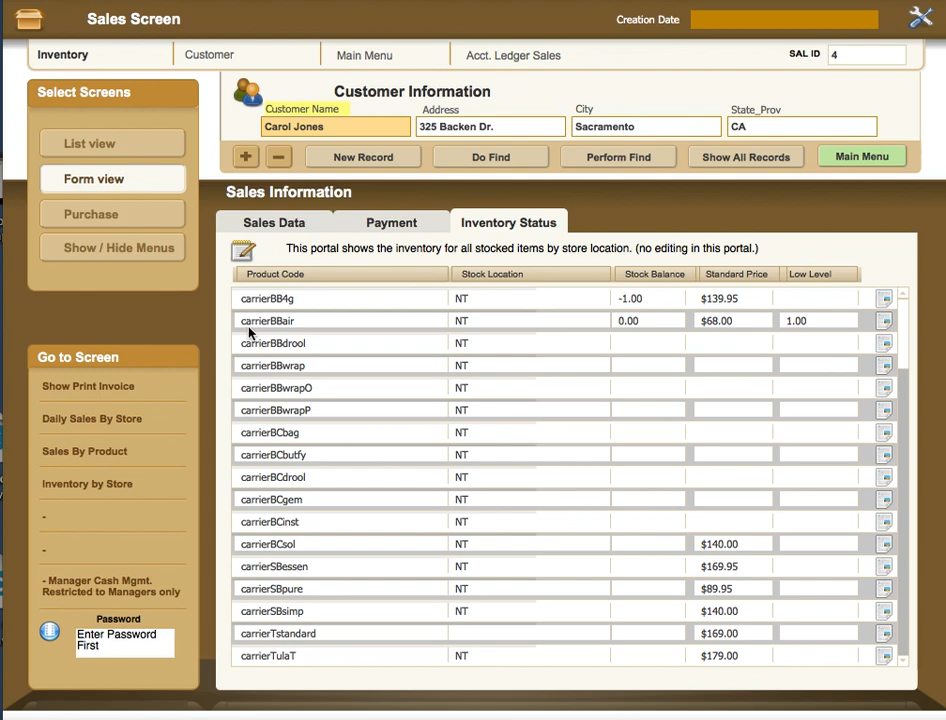 Sales Screen
Creation Date
Inventory
Customer
Main Menu
Acct. Ledger Sales
SAL ID
4
Select Screens
List view
Form view
Purchase
Show / Hide Menus
Customer Information
Customer Name
Address
City
State_Prov
Carol Jones
325 Backen Dr.
Sacramento
CA
New Record
Do Find
Perform Find
Show All Records
Main Menu
Sales Information
Sales Data
Payment
Inventory Status
This portal shows the inventory for all stocked items by store location. (no editing in this portal.)
Product Code Stock Location Stock Balance Standard Price Low Level
carrierBB4g NT -1.00 $139.95
carrierBBair NT 0.00 $68.00 1.00
carrierBBdrool NT
carrierBBwrap NT
carrierBBwrapO NT
carrierBBwrapP NT
carrierBCbag NT
carrierBCbutfy NT
carrierBCdrool NT
carrierBCgem NT
carrierBCinst NT
carrierBCsol NT $140.00
carrierSBessen NT $169.95
carrierSBpure NT $89.95
carrierSBsimp NT $140.00
carrierTstandard $169.00
carrierTulaT NT $179.00
Go to Screen
Show Print Invoice
Daily Sales By Store
Sales By Product
Inventory by Store
-
-
- Manager Cash Mgmt.
Restricted to Managers only
Password
Enter Password
First